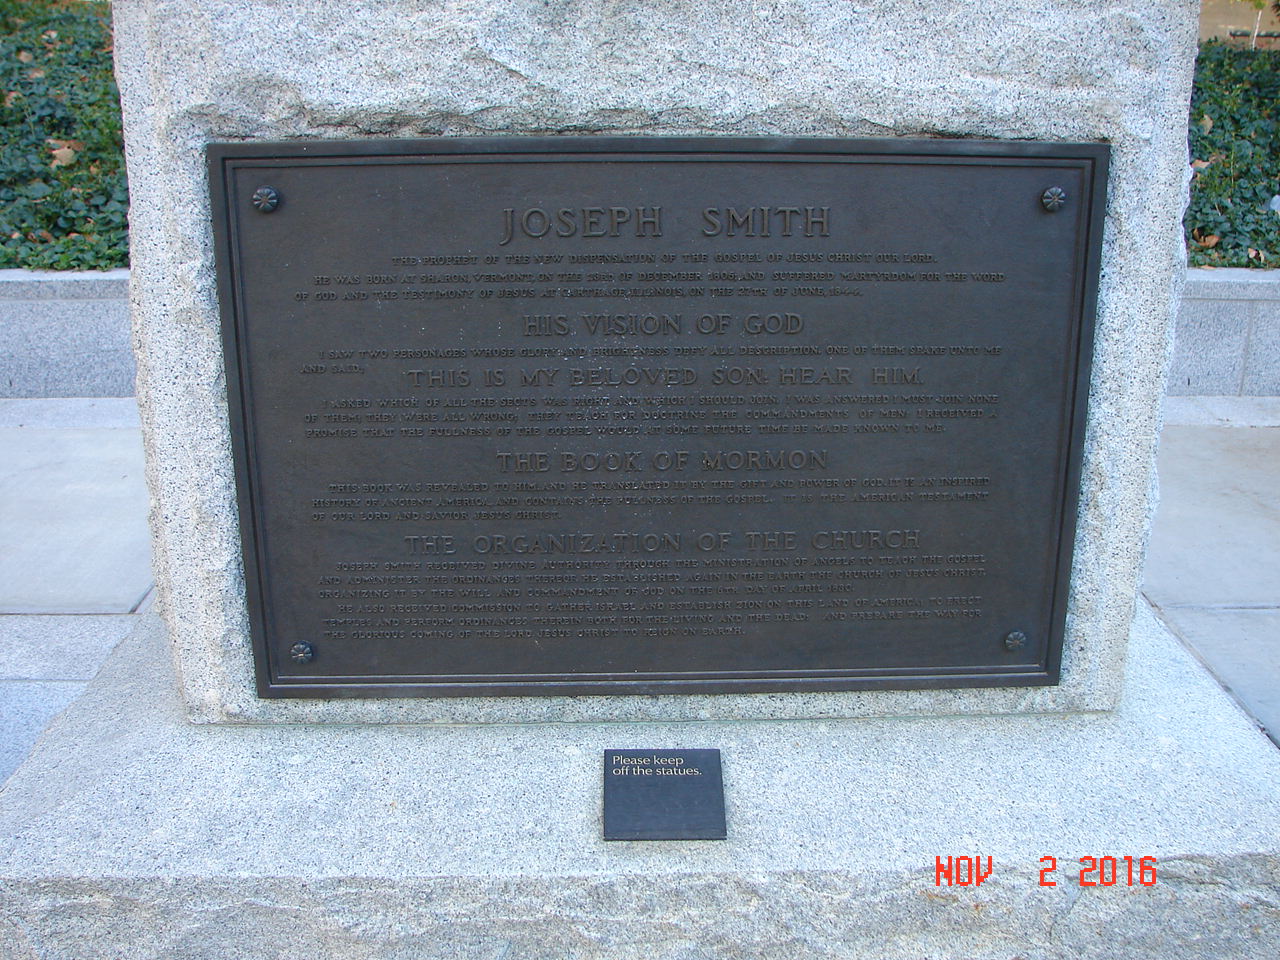 JOSEPH SMITH
THE PROPHET OF THE NEW DISPENSATION OF THE GOSPEL OF JESUS CHRIST OUR LORD.
HE WAS BORN AT SHARON, VERMONT, ON THE 23RD OF DECEMBER 1805, AND SUFFERED MARTYRDOM FOR THE WORD
OF GOD AND THE TESTIMONY OF JESUS AT CARTHAGE, ILLINOIS, ON THE 27TH OF JUNE, 1844.
HIS VISION OF GOD
I SAW TWO PERSONAGES WHOSE GLORY AND BRIGHTNESS DEFY ALL DESCRIPTION. ONE OF THEM SPAKE UNTO ME
AND SAID; THIS IS MY BELOVED SON: HEAR HIM.
I ASKED WHICH OF ALL THE SECTS WAS RIGHT, AND WHICH I SHOULD JOIN. I WAS ANSWERED I MUST JOIN NONE
OF THEM; THEY WERE ALL WRONG; THEY TEACH FOR DOCTRINE THE COMMANDMENTS OF MEN. I RECEIVED A
PROMISE THAT THE FULLNESS OF THE GOSPEL WOULD AT SOME FUTURE TIME BE MADE KNOWN TO ME.
THE BOOK OF MORMON
THIS BOOK WAS REVEALED TO HIM, AND HE TRANSLATED IT BY THE GIFT AND POWER OF GOD. IT IS AN INSPIRED
HISTORY OF ANCIENT AMERICA AND CONTAINS THE FULLNESS OF THE GOSPEL. IT IS THE AMERICAN TESTAMENT
OF OUR LORD AND SAVIOR JESUS CHRIST.
THE ORGANIZATION OF THE CHURCH
JOSEPH SMITH RECEIVED DIVINE AUTHORITY THROUGH THE MINISTRATION OF ANGELS TO TEACH THE GOSPEL
AND ADMINISTER THE ORDINANCES THEREOF. HE ESTABLISHED AGAIN IN THE EARTH THE CHURCH OF JESUS CHRIST,
ORGANIZING IT BY THE WILL AND COMMANDMENT OF GOD ON THE 6TH. DAY OF APRIL 1830.
HE ALSO RECEIVED COMMISSION TO GATHER ISRAEL AND ESTABLISH ZION ON THIS LAND OF AMERICA; TO ERECT
TEMPLES, AND PERFORM ORDINANCES THEREIN BOTH FOR THE LIVING AND THE DEAD; AND PREPARE THE WAY FOR
THE GLORIOUS COMING OF THE LORD JESUS CHRIST TO REIGN ON EARTH.
Please keep
off the statues.
NOV 2 2016